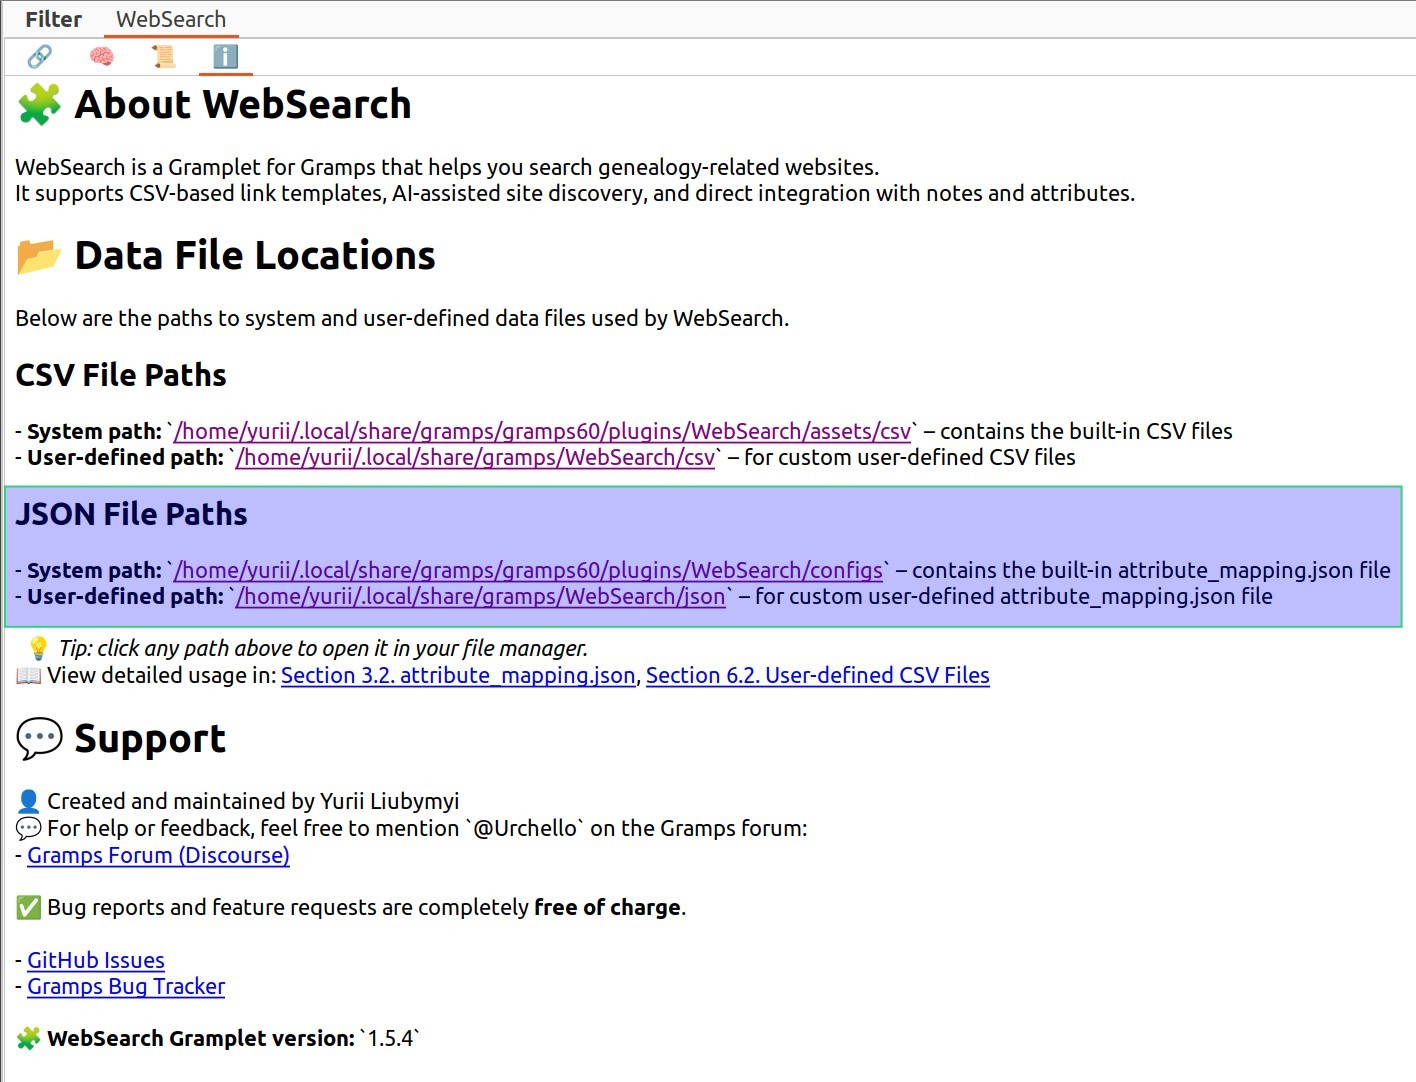 Filter WebSearch
About WebSearch
WebSearch is a Gramplet for Gramps that helps you search genealogy-related websites.
It supports CSV-based link templates, AI-assisted site discovery, and direct integration with notes and attributes.
Data File Locations
Below are the paths to system and user-defined data files used by WebSearch.
CSV File Paths
- System path: `/home/yurii/.local/share/gramps/gramps60/plugins/WebSearch/assets/csv` – contains the built-in CSV files
- User-defined path: `/home/yurii/.local/share/gramps/WebSearch/csv` – for custom user-defined CSV files
JSON File Paths
- System path: `/home/yurii/.local/share/gramps/gramps60/plugins/WebSearch/configs` – contains the built-in attribute_mapping.json file
- User-defined path: `/home/yurii/.local/share/gramps/WebSearch/json` – for custom user-defined attribute_mapping.json file
💡 Tip: click any path above to open it in your file manager.
📖 View detailed usage in: Section 3.2. attribute_mapping.json, Section 6.2. User-defined CSV Files
Support
Created and maintained by Yurii Liubymyi
For help or feedback, feel free to mention `@Urchello` on the Gramps forum:
- Gramps Forum (Discourse)
✅ Bug reports and feature requests are completely free of charge.
- GitHub Issues
- Gramps Bug Tracker
WebSearch Gramplet version: `1.5.4`